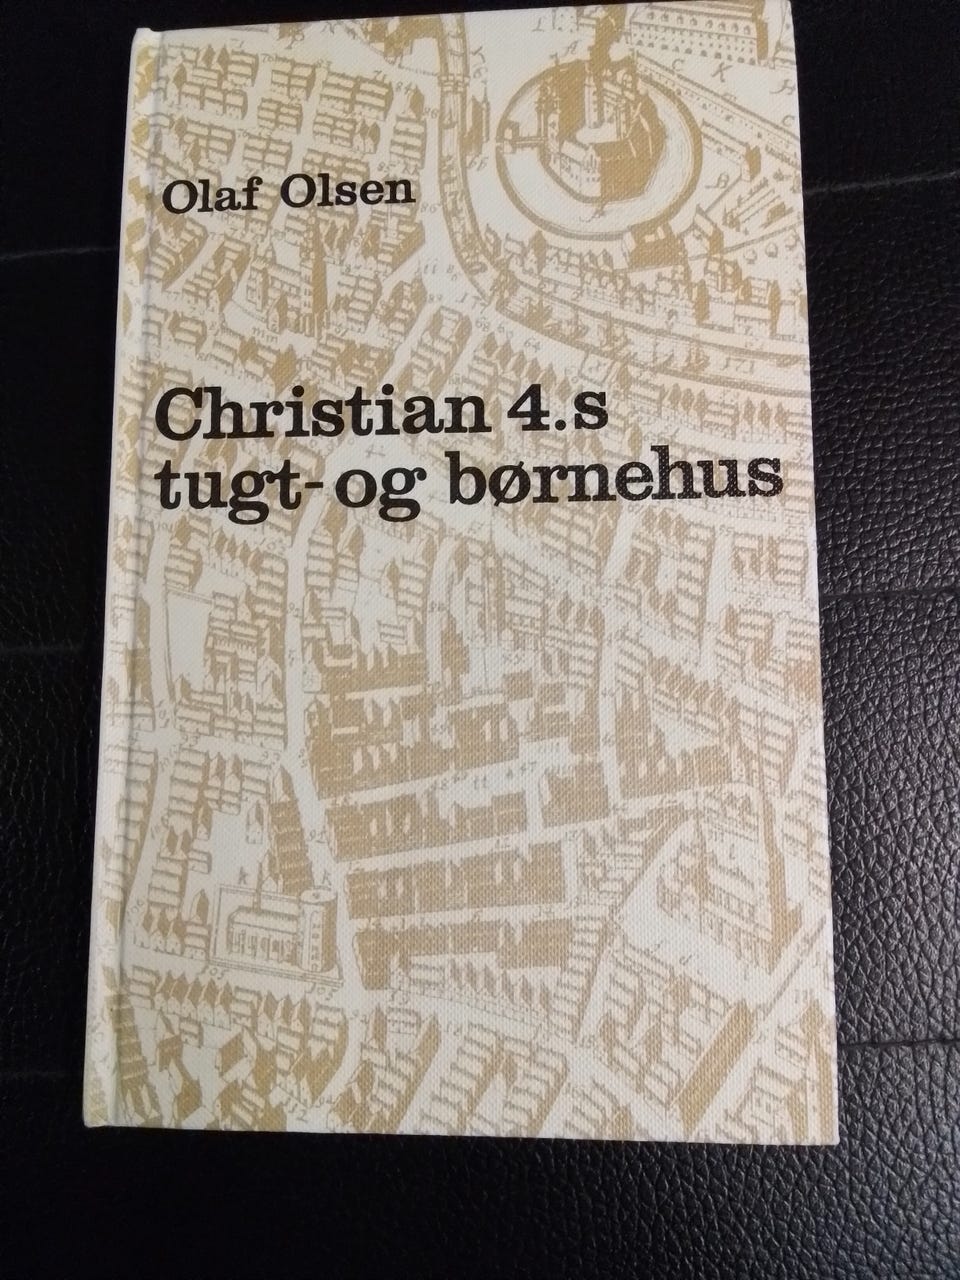 Olaf Olsen
Christian 4.s
tugt- og børnehus